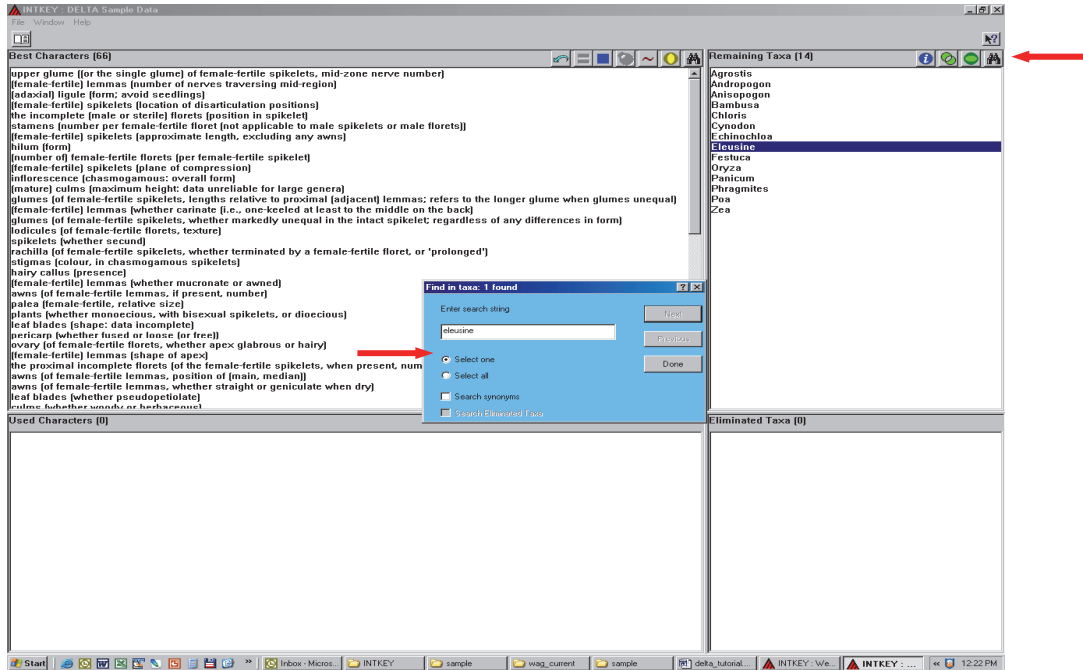 INTKEY : DELTA Sample Data
File Window Help
Best Characters (66)
upper glume [(or the single glume) of female-fertile spikelets, mid-zone nerve number)
(female-fertile) lemmas (number of nerves traversing mid-region)
(adaxial) ligule (form; avoid seedlings)
(female-fertile) spikelets (location of disarticulation positions)
the incomplete (male or sterile) florets (position in spikelet)
stamens (number per female-fertile floret (not applicable to male spikelets or male florets))
(female-fertile) spikelets (approximate length, excluding any awns)
hilum (form)
(number of) female-fertile florets (per female-fertile spikelet)
(female-fertile) spikelets (plane of compression)
inflorescence (chasmogamous: overall form)
(mature) culms (maximum height: data unreliable for large genera)
glumes (of female-fertile spikelets, lengths relative to proximal (adjacent) lemmas; refers to the longer glume when glumes unequal)
(female-fertile) lemmas (whether carinate (i.e., one-keeled at least to the middle on the back)
glumes (of female-fertile spikelets, whether markedly unequal in the intact spikelet; regardless of any differences in form)
lodicules (of female-fertile florets, texture)
spikelets (whether secund)
rachilla (of female-fertile spikelets, whether terminated by a female-fertile floret, or 'prolonged')
stigmas (colour, in chasmogamous spikelets)
hairy callus (presence)
(female-fertile) lemmas (whether mucronate or awned)
awns (of female-fertile lemmas, if present, number)
palea (female-fertile, relative size)
plants (whether monoecious, with bisexual spikelets, or dioecious)
leaf blades (shape: data incomplete)
pericarp (whether fused or loose (or free))
ovary (of female-fertile florets, whether apex glabrous or hairy)
(female-fertile) lemmas (shape of apex)
the proximal incomplete florets (of the female-fertile spikelets, when present, num
awns (of female-fertile lemmas, position of (main, median))
awns (of female-fertile lemmas, whether straight or geniculate when dry)
leaf blades (whether pseudopetiolate)
culms (whether woody or herbaceous)
Remaining Taxa (14)
Agrostis
Andropogon
Anisopogon
Bambusa
Chloris
Cynodon
Echinochloa
Eleusine
Festuca
Oryza
Panicum
Phragmites
Poa
Zea
Find in taxa: 1 found
Enter search string
eleusine
Select one
Select all
Search synonyms
Search Eliminated Taxa
Next
Previous
Done
Used Characters (0)
Eliminated Taxa (0)
Start
Inbox - Micros...
INTKEY
sample
wag_current
sample
delta_tutorial....
INTKEY : We...
INTKEY : ...
12:22 PM